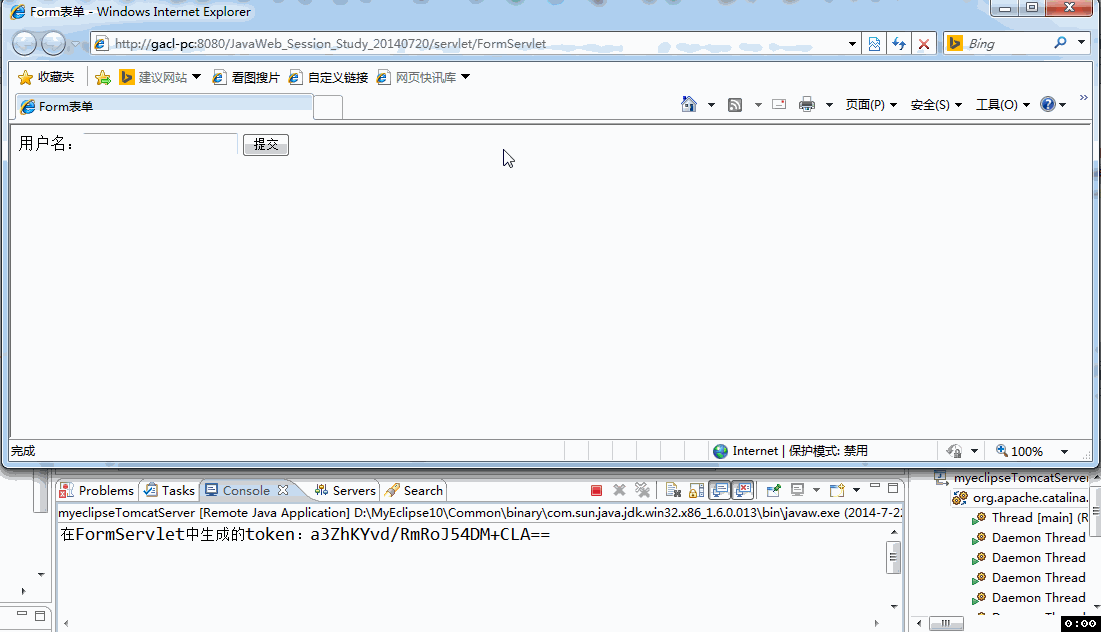 Form表单 - Windows Internet Explorer
http://gacl-pc:8080/JavaWeb_Session_Study_20140720/servlet/FormServlet
Bing
收藏夹 建议网站 看图搜片 自定义链接 网页快讯库
Form表单
页面(P) 安全(S) 工具(O)
用户名：
提交
完成
Internet | 保护模式: 禁用
100%
Problems Tasks Console Servers Search
myeclipseTomcatServer [Remote Java Application] D:\MyEclipse10\Common\binary\com.sun.java.jdk.win32.x86_1.6.0.013\bin\javaw.exe (2014-7-22
在FormServlet中生成的token：a3ZhKYvd/RmRoJ54DM+CLA==
myeclipseTomcatServer
org.apache.catalina.
Thread [main] (R
Daemon Thread
Daemon Thread
Daemon Thread
Daemon Thread
0:00